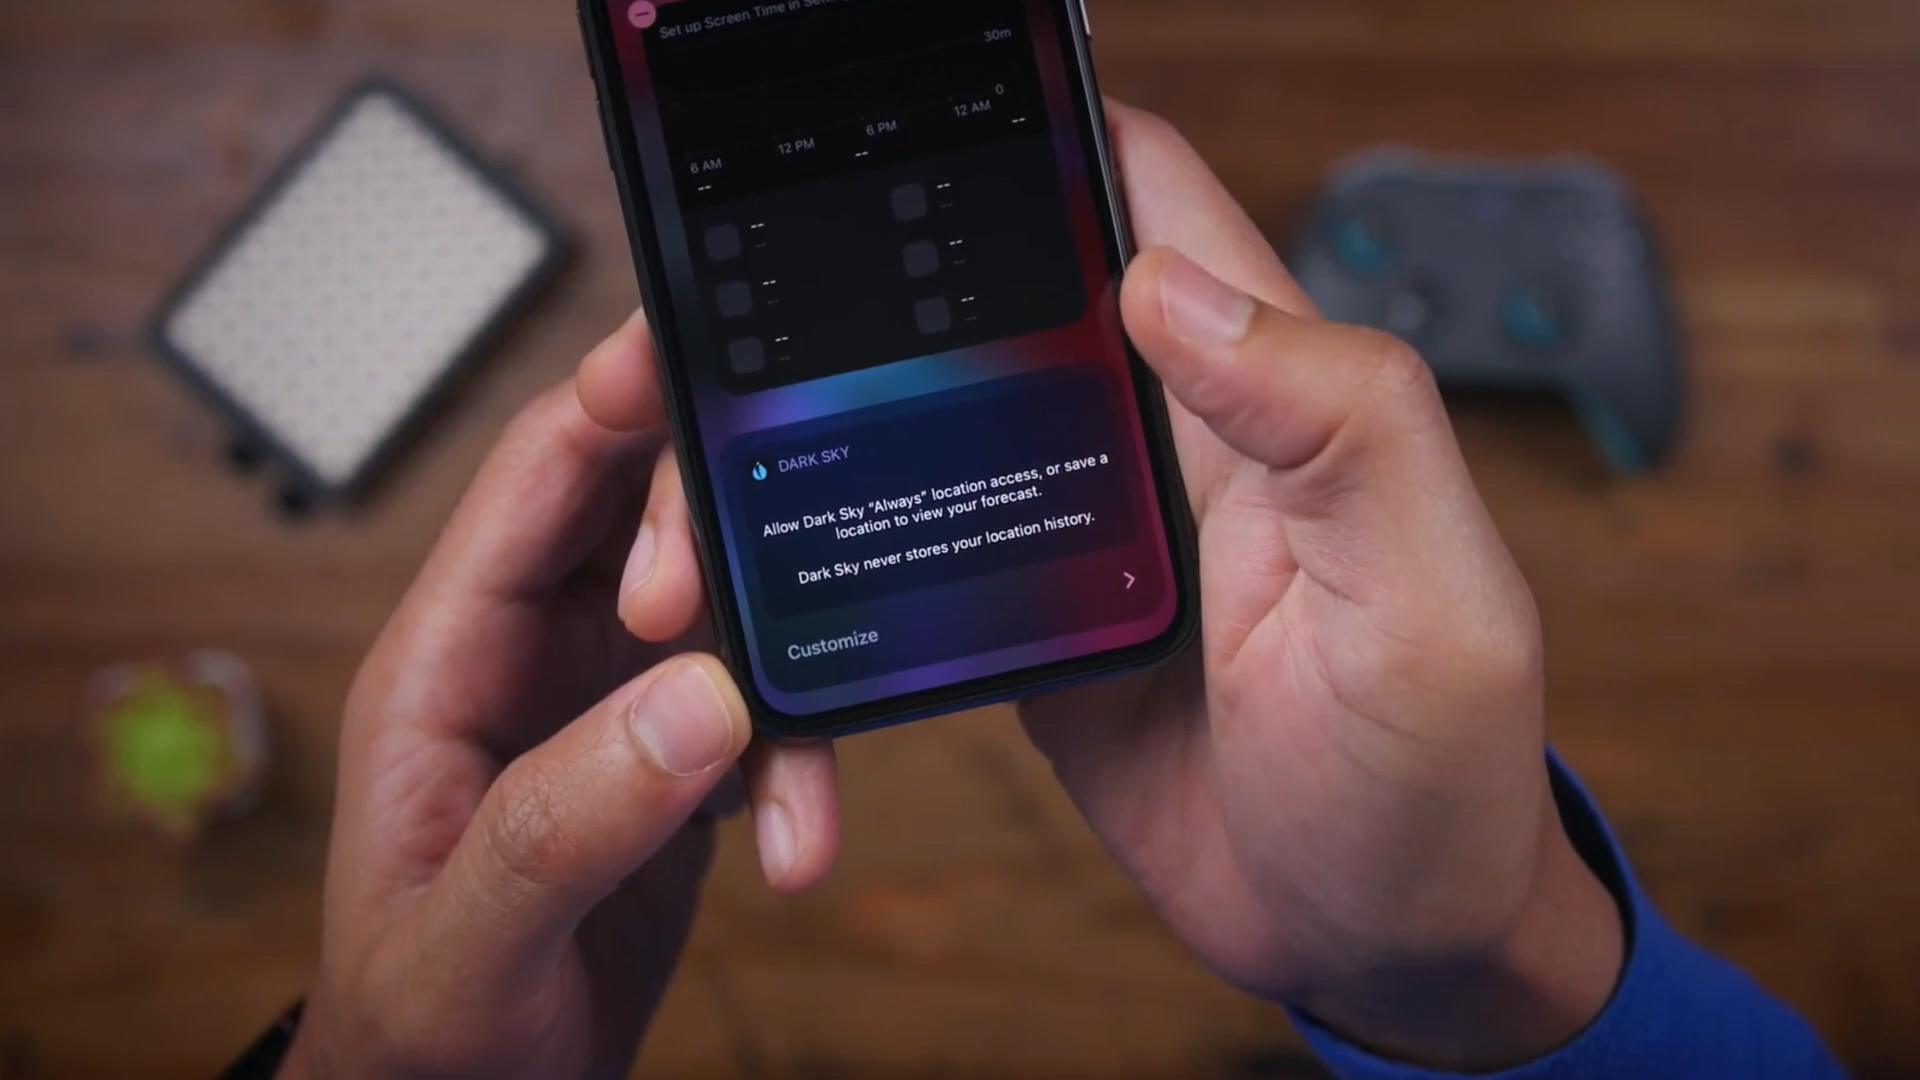 Set up Screen Time in
30m
0
6 AM 12 PM 6 PM 12 AM
-- -- --
-- --
-- --
-- --
-- --
-- --
-- --
DARK SKY
Allow Dark Sky “Always” location access, or save a
location to view your forecast.
Dark Sky never stores your location history.
Customize